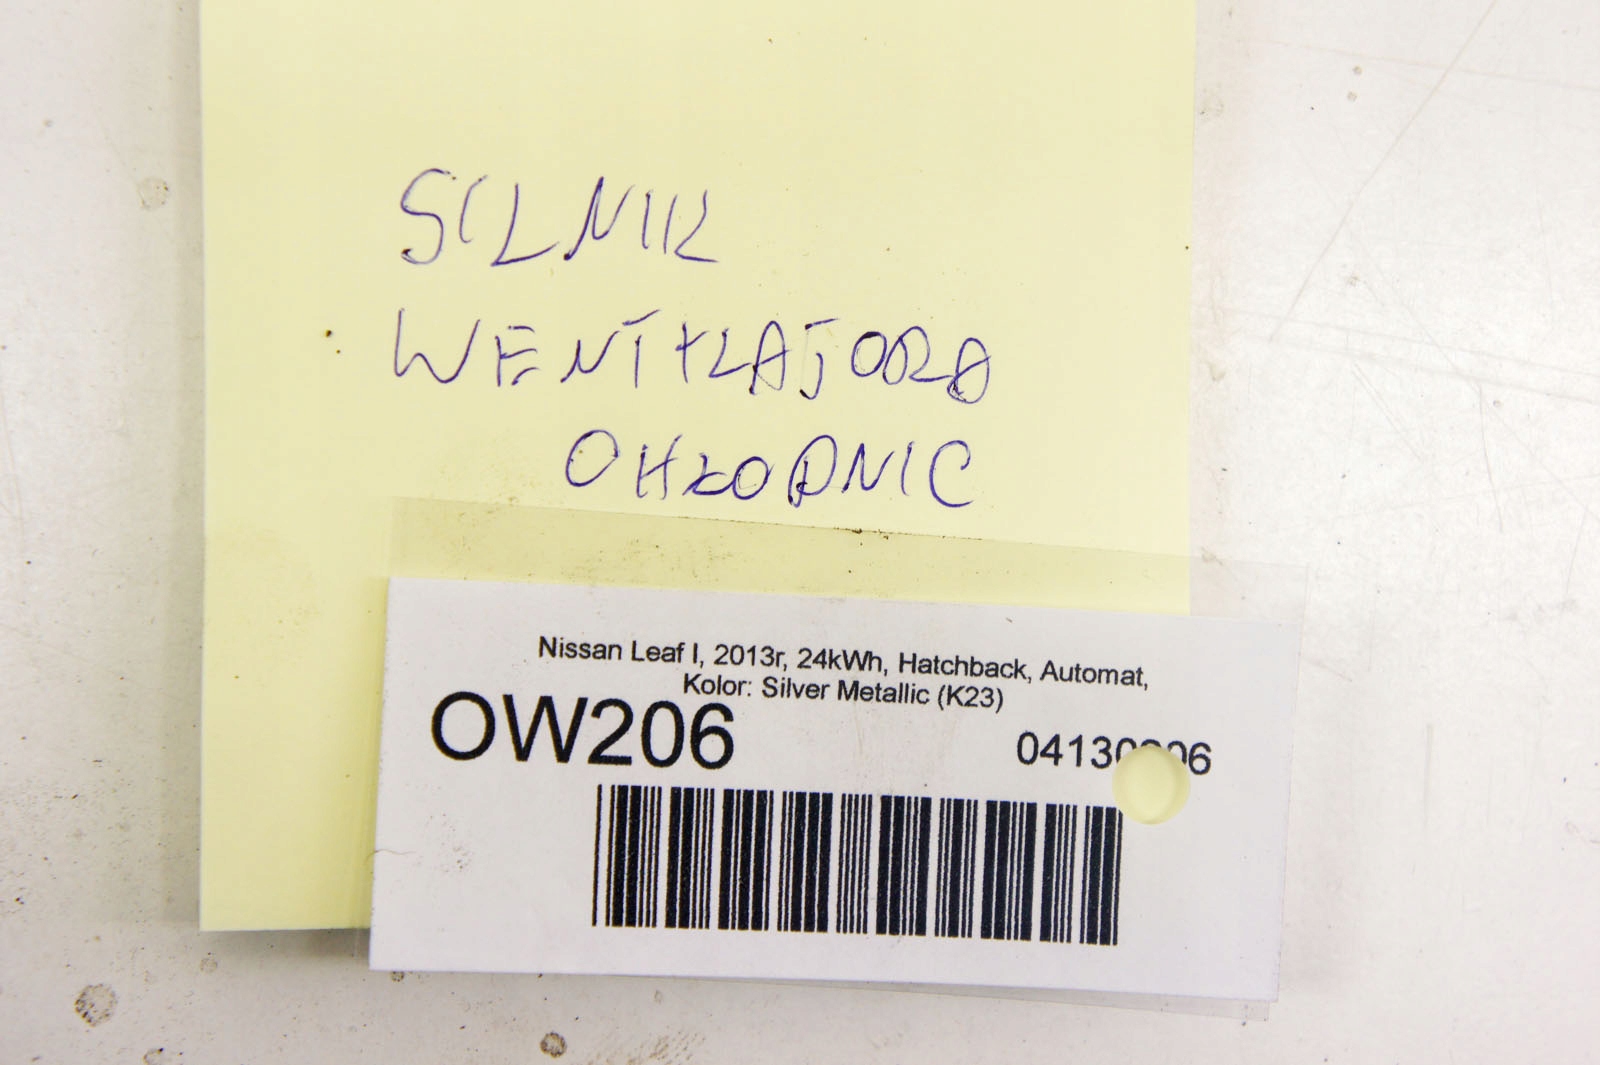 SILNIK
WENTYLATORA
CHŁODNIC
Nissan Leaf I, 2013r, 24kWh, Hatchback, Automat,
Kolor: Silver Metallic (K23)
OW206